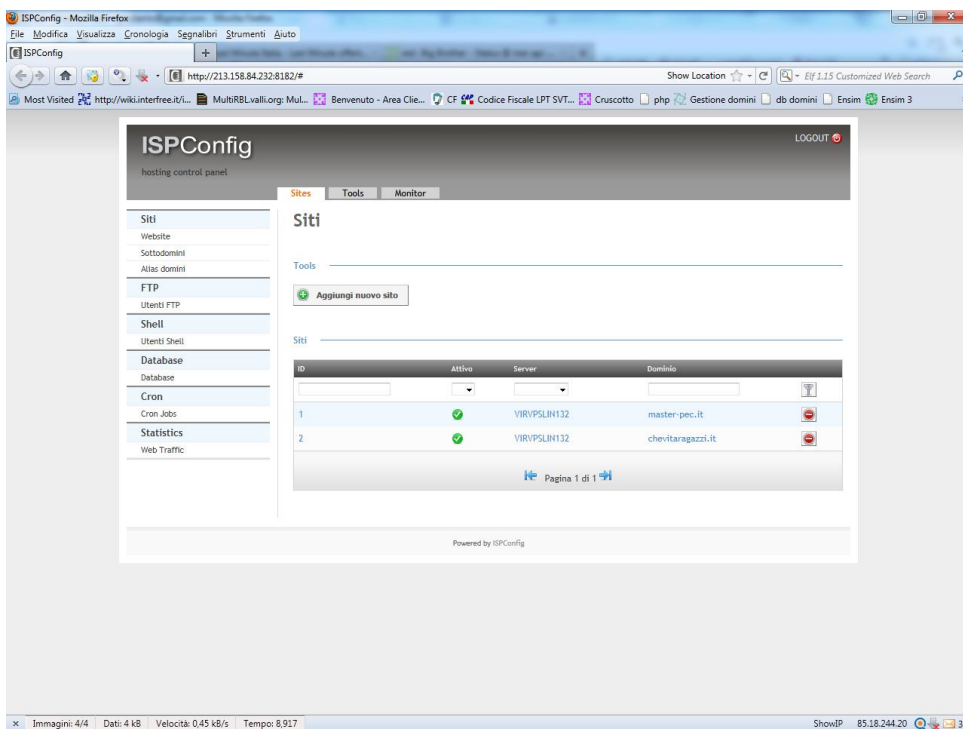 ISPConfig - Mozilla Firefox
File Modifica Visualizza Cronologia Segnalibri Strumenti Aiuto
ISPConfig
http://213.158.84.232:8182/#
Show Location
Elf 1.15 Customized Web Search
Most Visited http://wiki.interfree.it/i... MultiRBL.valli.org: Mul... Benvenuto - Area Clie... CF Codice Fiscale LPT SVT... Cruscotto php Gestione domini db domini Ensim Ensim 3
ISPConfig
LOGOUT
hosting control panel
Sites Tools Monitor
Siti
Website
Sottodomini
Alias domini
FTP
Utenti FTP
Shell
Utenti Shell
Database
Database
Cron
Cron Jobs
Statistics
Web Traffic
Siti
Tools
Aggiungi nuovo sito
Siti
ID Attivo Server Dominio
1 VIRVPSLIN132 master-pec.it
2 VIRVPSLIN132 chevitaragazzi.it
Pagina 1 di 1
Powered by ISPConfig
Immagini: 4/4 Dati: 4 kB Velocità: 0,45 kB/s Tempo: 8,917
ShowIP 85.18.244.20 3